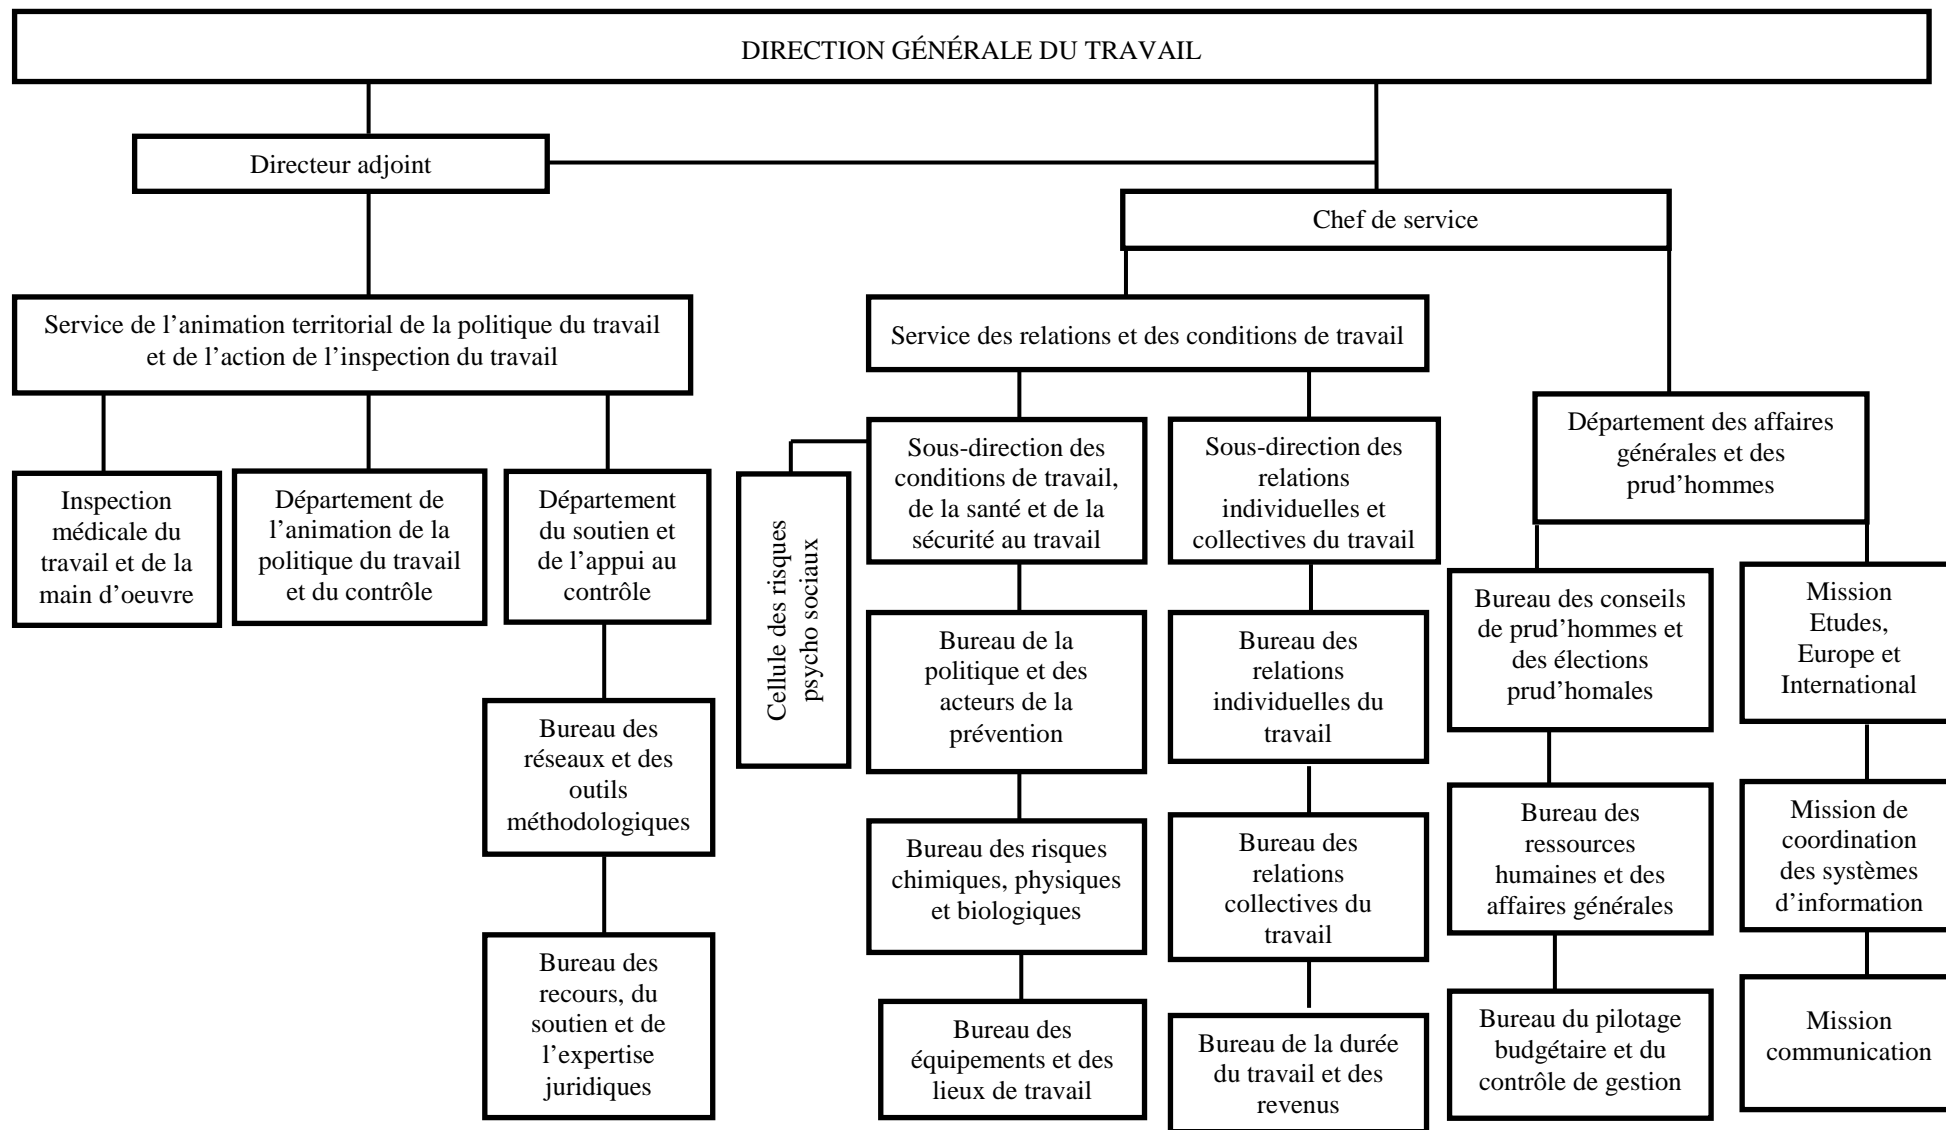 DIRECTION GÉNÉRALE DU TRAVAIL
Directeur adjoint
Chef de service
Service de l’animation territorial de la politique du travail
et de l’action de l’inspection du travail
Service des relations et des conditions de travail
Département des affaires
générales et des
prud’hommes
Inspection
médicale du
travail et de la
main d’oeuvre
Département de
l’animation de la
politique du travail
et du contrôle
Département
du soutien et
de l’appui au
contrôle
Cellule des risques
psycho sociaux
Sous-direction des
conditions de travail,
de la santé et de la
sécurité au travail
Sous-direction des
relations
individuelles et
collectives du travail
Bureau des
réseaux et des
outils
méthodologiques
Bureau des
recours, du
soutien et de
l’expertise
juridiques
Bureau de la
politique et des
acteurs de la
prévention
Bureau des risques
chimiques, physiques
et biologiques
Bureau des
équipements et des
lieux de travail
Bureau des
relations
individuelles du
travail
Bureau des
relations
collectives du
travail
Bureau de la durée
du travail et des
revenus
Bureau des conseils
de prud’hommes et
des élections
prud’homales
Bureau des
ressources
humaines et des
affaires générales
Bureau du pilotage
budgétaire et du
contrôle de gestion
Mission
Etudes,
Europe et
International
Mission de
coordination
des systèmes
d’information
Mission
communication